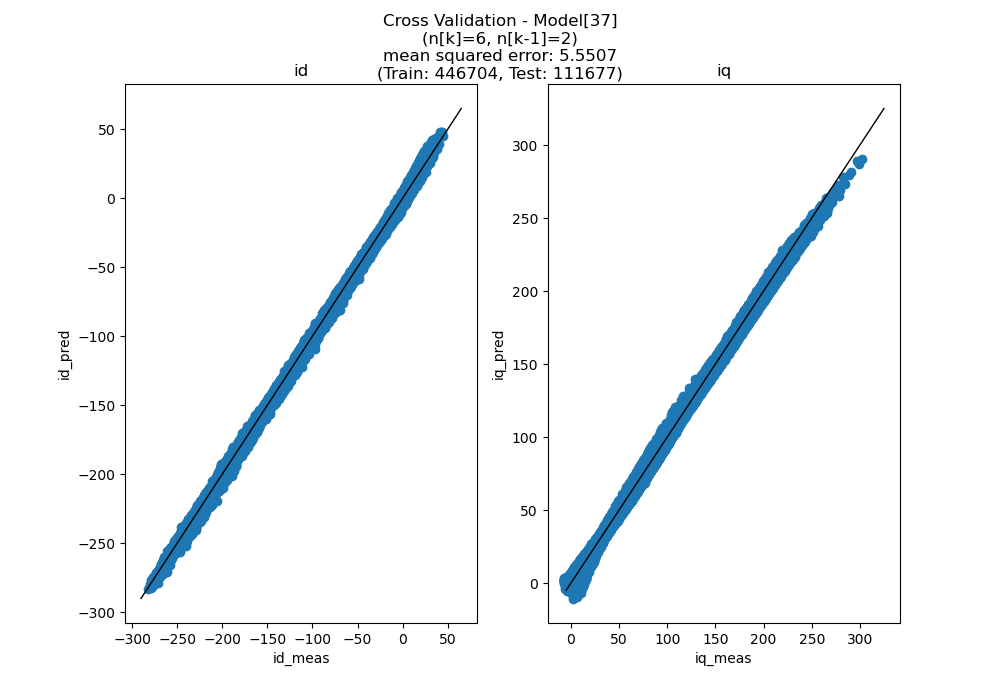 Cross Validation - Model[37]
(n[k]=6, n[k-1]=2)
mean squared error: 5.5507
(Train: 446704, Test: 111677)
id
50
0
−50
−100
−150
−200
−250
−300
id_pred
−300 −250 −200 −150 −100 −50 0 50
id_meas
iq
300
250
200
150
100
50
0
iq_pred
0 50 100 150 200 250 300
iq_meas